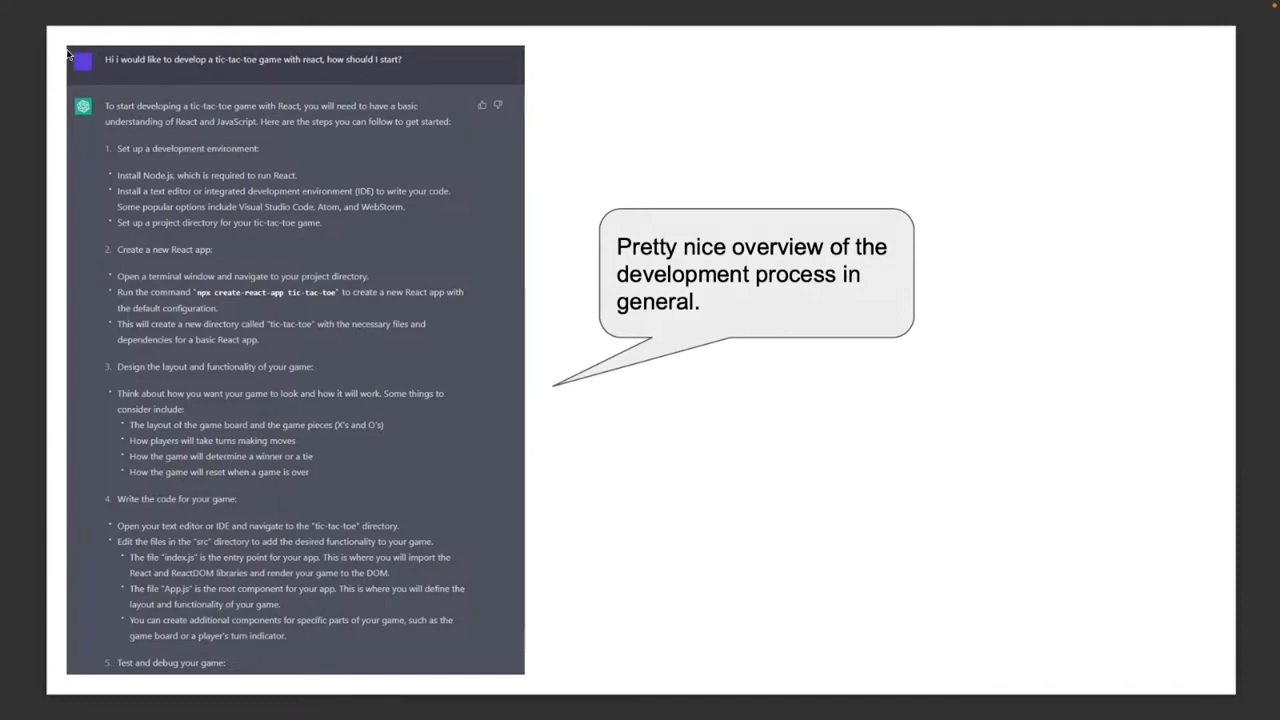 Hi i would like to develop a tic-tac-toe game with react, how should I start?
To start developing a tic-tac-toe game with React, you will need to have a basic
understanding of React and JavaScript. Here are the steps you can follow to get started:
1. Set up a development environment:
• Install Node.js, which is required to run React.
• Install a text editor or integrated development environment (IDE) to write your code.
Some popular options include Visual Studio Code, Atom, and WebStorm.
• Set up a project directory for your tic-tac-toe game.
2. Create a new React app:
• Open a terminal window and navigate to your project directory.
• Run the command `npx create-react-app tic-tac-toe` to create a new React app with
the default configuration.
• This will create a new directory called "tic-tac-toe" with the necessary files and
dependencies for a basic React app.
3. Design the layout and functionality of your game:
• Think about how you want your game to look and how it will work. Some things to
consider include:
• The layout of the game board and the game pieces (X's and O's)
• How players will take turns making moves
• How the game will determine a winner or a tie
• How the game will reset when a game is over
4. Write the code for your game:
• Open your text editor or IDE and navigate to the "tic-tac-toe" directory.
• Edit the files in the "src" directory to add the desired functionality to your game.
• The file "index.js" is the entry point for your app. This is where you will import the
React and ReactDOM libraries and render your game to the DOM.
• The file "App.js" is the root component for your app. This is where you will define the
layout and functionality of your game.
• You can create additional components for specific parts of your game, such as the
game board or a player's turn indicator.
5. Test and debug your game:
Pretty nice overview of the
development process in
general.